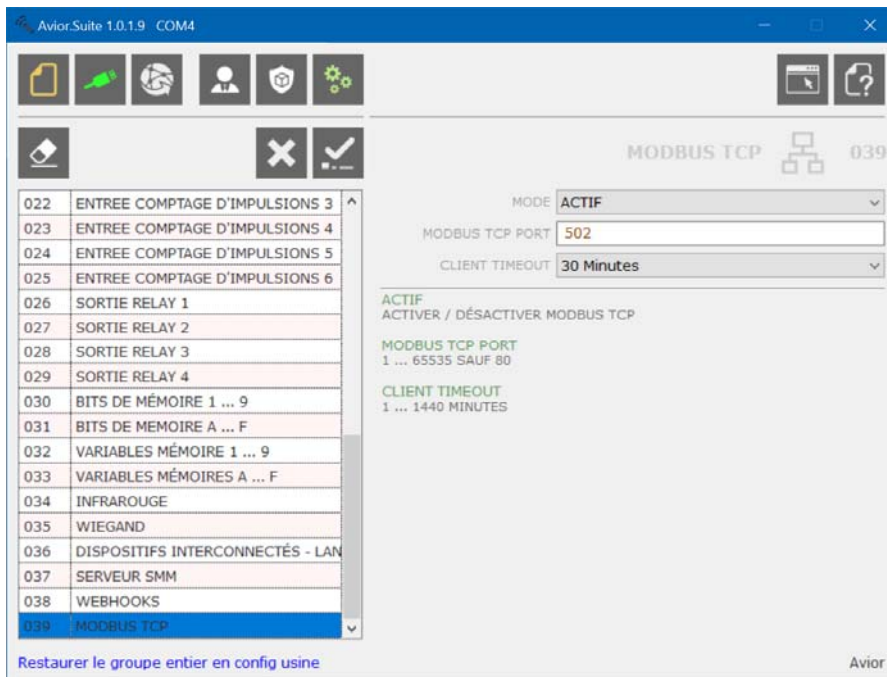 Avior.Suite 1.0.1.9 COM4
MODBUS TCP 039
022 ENTREE COMPTAGE D'IMPULSIONS 3
023 ENTREE COMPTAGE D'IMPULSIONS 4
024 ENTREE COMPTAGE D'IMPULSIONS 5
025 ENTREE COMPTAGE D'IMPULSIONS 6
026 SORTIE RELAY 1
027 SORTIE RELAY 2
028 SORTIE RELAY 3
029 SORTIE RELAY 4
030 BITS DE MÉMOIRE 1 ... 9
031 BITS DE MEMOIRE A ... F
032 VARIABLES MÉMOIRE 1 ... 9
033 VARIABLES MÉMOIRES A ... F
034 INFRAROUGE
035 WIEGAND
036 DISPOSITIFS INTERCONNECTÉS - LAN
037 SERVEUR SMM
038 WEBHOOKS
039 MODBUS TCP
MODE ACTIF
MODBUS TCP PORT 502
CLIENT TIMEOUT 30 Minutes
ACTIF
ACTIVER / DÉSACTIVER MODBUS TCP
MODBUS TCP PORT
1 ... 65535 SAUF 80
CLIENT TIMEOUT
1 ... 1440 MINUTES
Restaurer le groupe entier en config usine
Avior